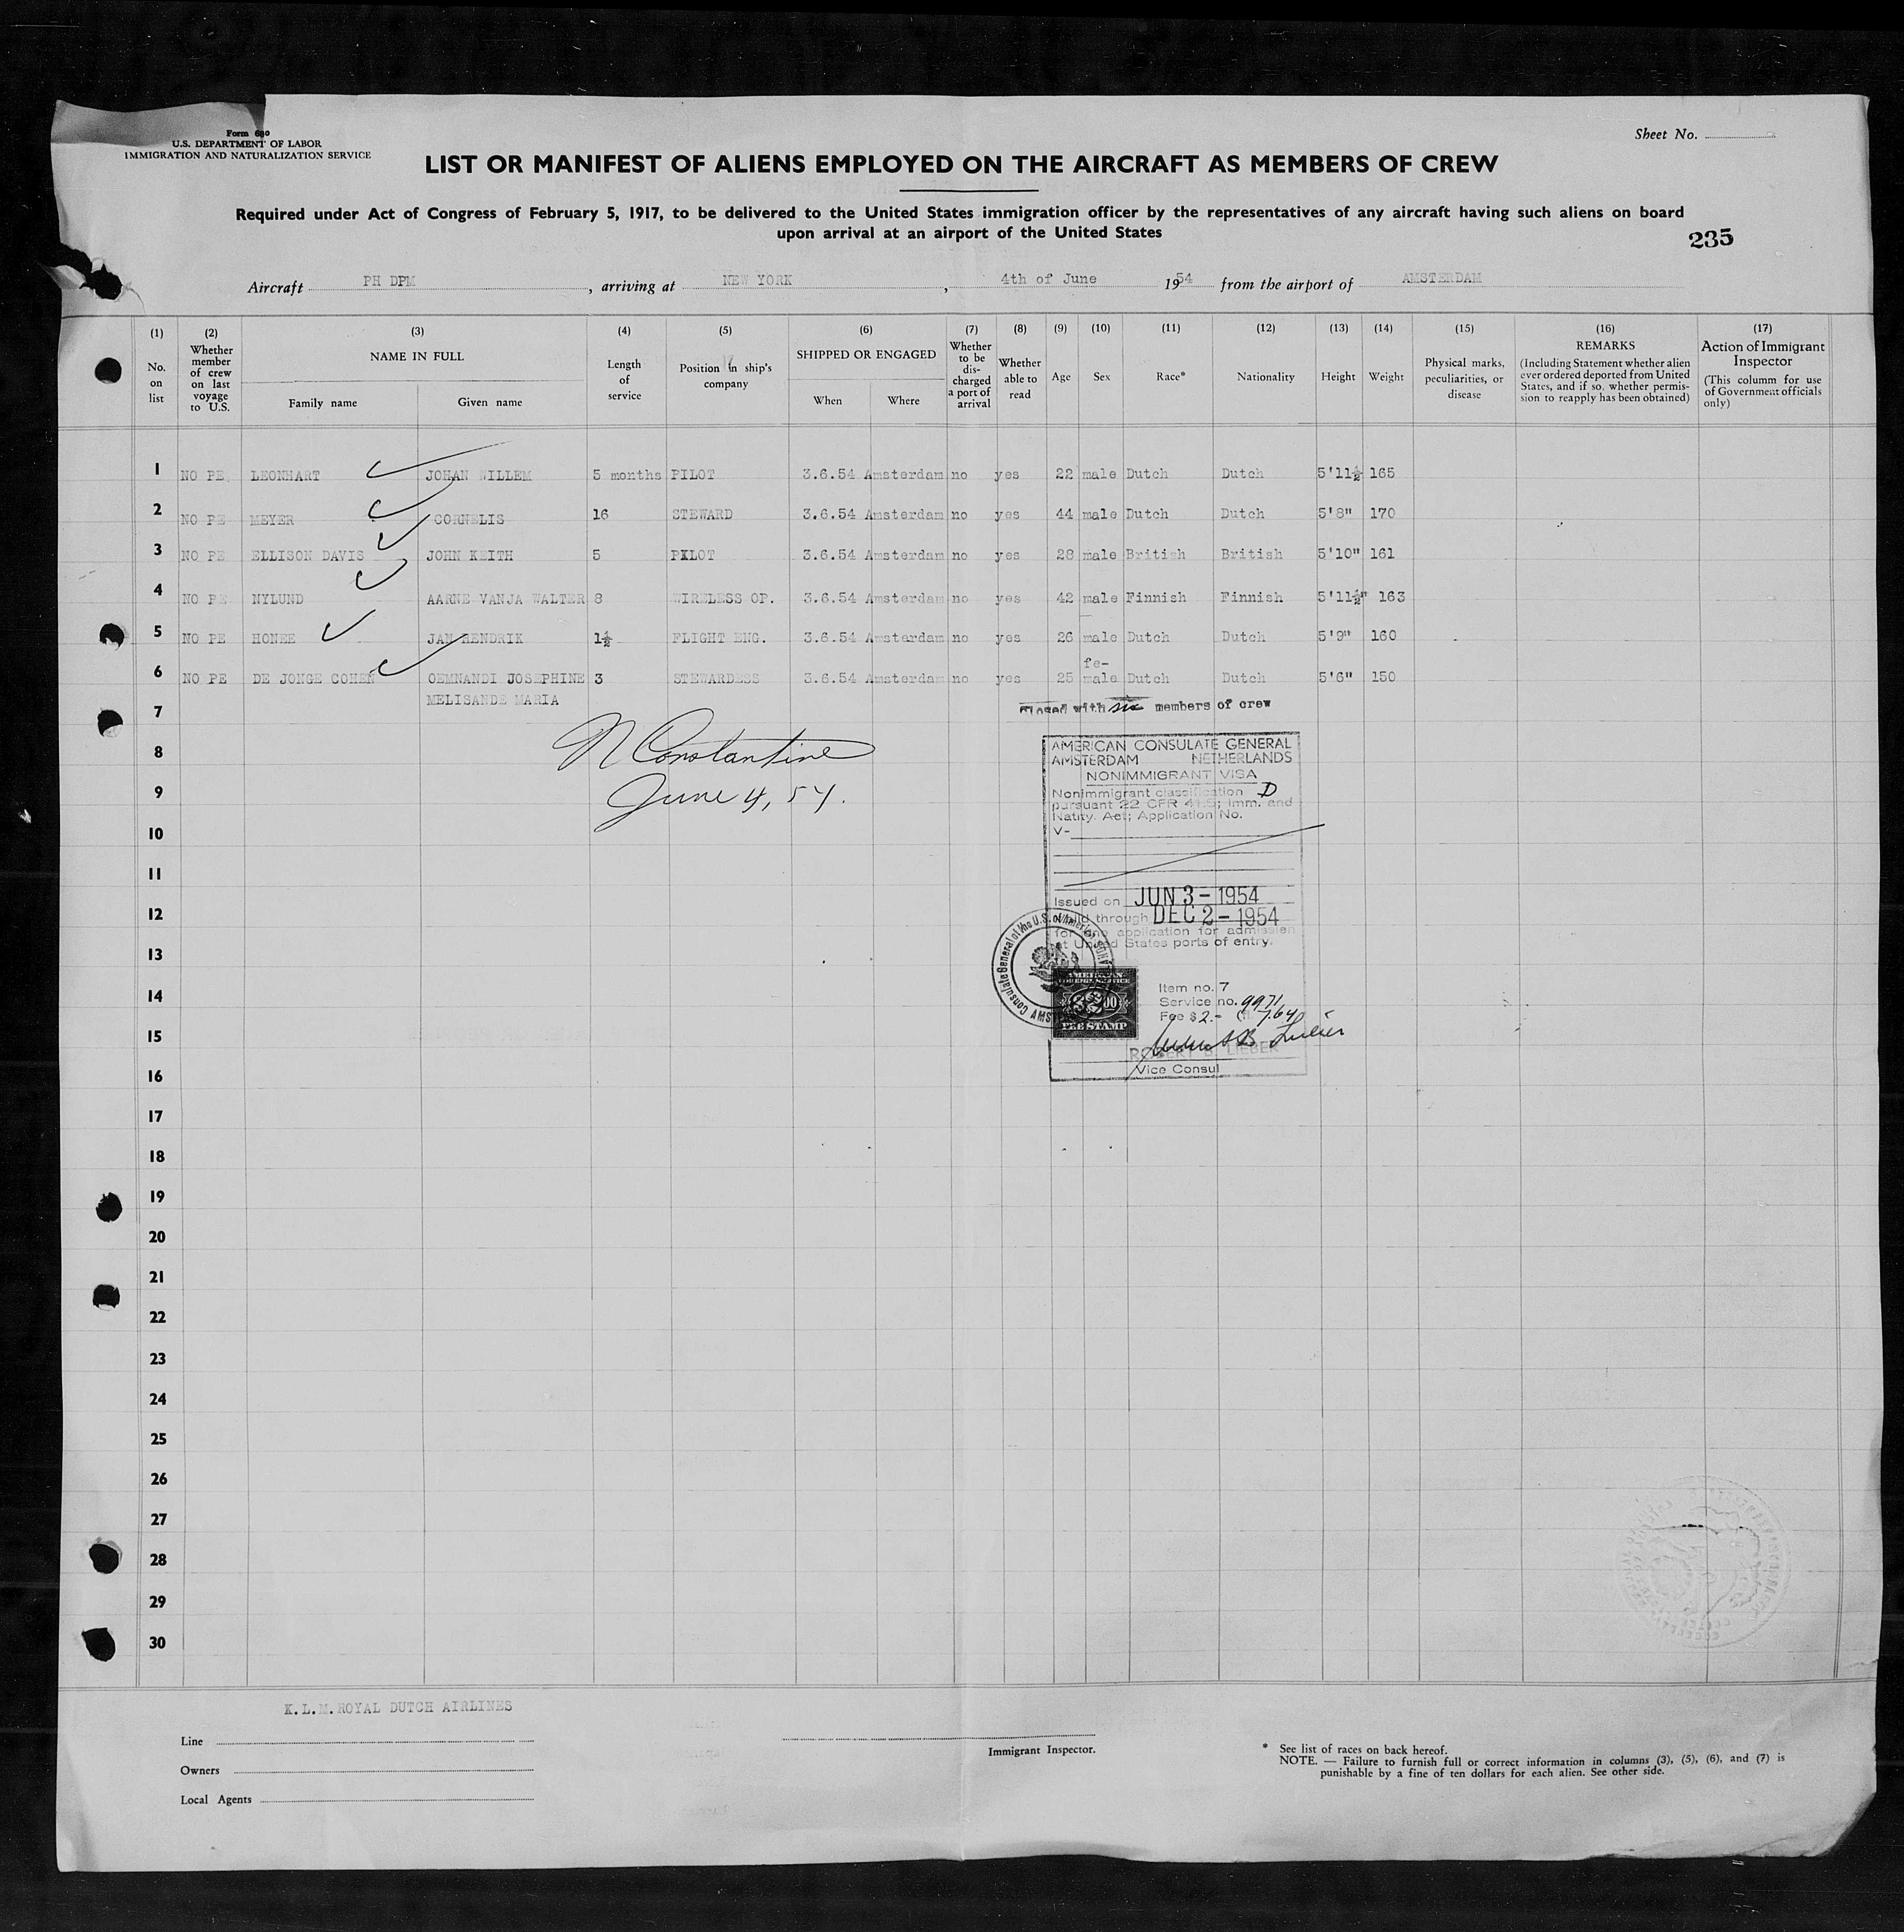 Form 680
U.S. DEPARTMENT OF LABOR
IMMIGRATION AND NATURALIZATION SERVICE
Sheet No.
LIST OR MANIFEST OF ALIENS EMPLOYED ON THE AIRCRAFT AS MEMBERS OF CREW
Required under Act of Congress of February 5, 1917, to be delivered to the United States immigration officer by the representatives of any aircraft having such aliens on board
upon arrival at an airport of the United States
235
Aircraft PH DPM, arriving at NEW YORK, 4th of June 1954 from the airport of AMSTERDAM
(1) (2) (3) (4) (5) (6) (7) (8) (9) (10) (11) (12) (13) (14) (15) (16) (17)
No. on list
Whether member of crew on last voyage to U.S.
NAME IN FULL
Family name Given name
Length of service
Position in ship's company
SHIPPED OR ENGAGED
When Where
Whether to be discharged a port of arrival
Whether able to read
Age
Sex
Race*
Nationality
Height
Weight
Physical marks, peculiarities, or disease
REMARKS
(Including Statement whether alien ever ordered deported from United States, and if so, whether permission to reapply has been obtained)
Action of Immigrant Inspector
(This columm for use of Government officials only)
1 NO PE LEONHART JOHAN WILLEM 5 months PILOT 3.6.54 Amsterdam no yes 22 male Dutch Dutch 5'11½ 165
2 NO PE MEYER CORNELIS 16 STEWARD 3.6.54 Amsterdam no yes 44 male Dutch Dutch 5'8" 170
3 NO PE ELLISON DAVIS JOHN KEITH 5 PILOT 3.6.54 Amsterdam no yes 28 male British British 5'10" 161
4 NO PE NYLUND AARNE VANJA WALTER 8 WIRELESS OP. 3.6.54 Amsterdam no yes 42 male Finnish Finnish 5'11½" 163
5 NO PE HONEE JAN HENDRIK 1½ FLIGHT ENG. 3.6.54 Amsterdam no yes 26 male Dutch Dutch 5'9" 160
6 NO PE DE JONGE COHEN OEMNANDI JOSEPHINE 3 STEWARDESS 3.6.54 Amsterdam no yes 25 fe-male Dutch Dutch 5'6" 150
MELISANDE MARIA
7
Closed with six members of crew
8
9
10
11
12
13
14
15
16
17
18
19
20
21
22
23
24
25
26
27
28
29
30
N Constantine
June 4, 54.
AMERICAN CONSULATE GENERAL
AMSTERDAM NETHERLANDS
NONIMMIGRANT VISA
Nonimmigrant classification D
pursuant 22 CFR 41.5; Imm. and
Natity. Act; Application No.
V-
Issued on JUN 3 - 1954
Valid through DEC 2 - 1954
for one application for admission
at United States ports of entry.
Consulate General of the U.S. of America
AMERICAN
FOREIGN SERVICE
$2.00
FEE STAMP
Item no. 7
Service no. 9971
Fee $ 2.- (fl. 7.64
ROBERT B. LIEBER
Vice Consul
K.L.M. ROYAL DUTCH AIRLINES
Line
Owners
Local Agents
Immigrant Inspector.
* See list of races on back hereof.
NOTE. — Failure to furnish full or correct information in columns (3), (5), (6), and (7) is
punishable by a fine of ten dollars for each alien. See other side.